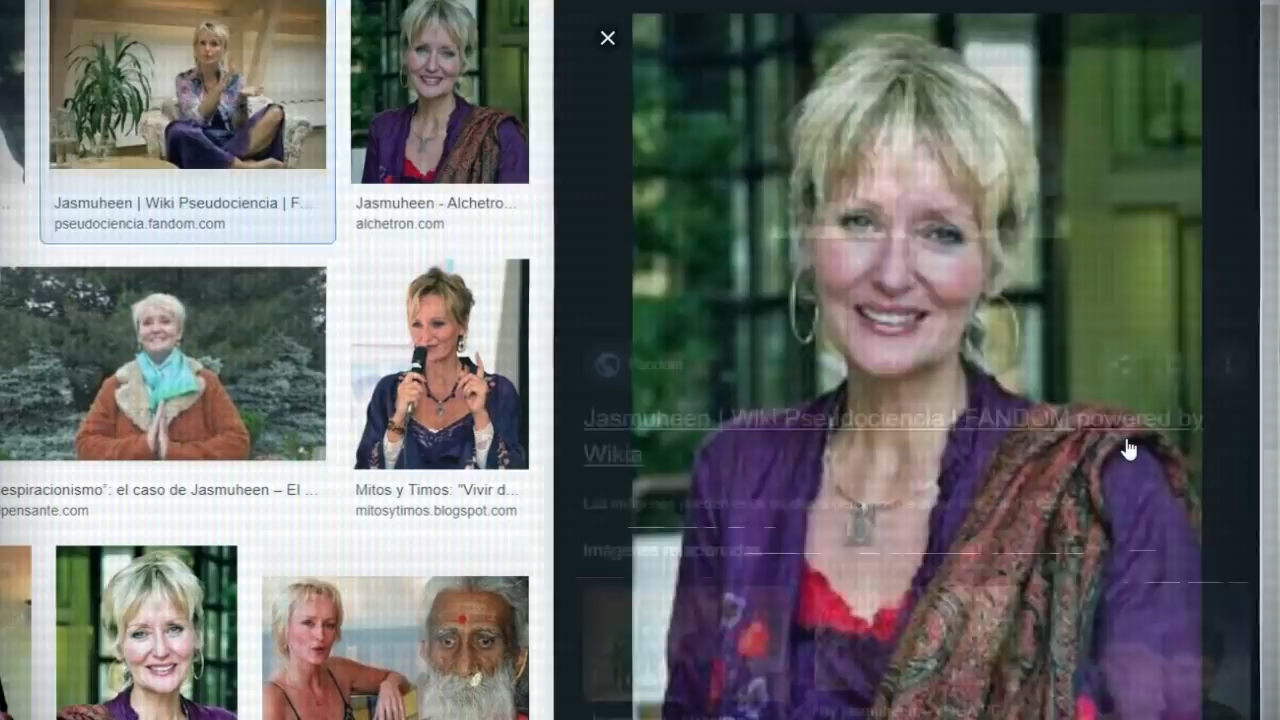 Jasmuheen | Wiki Pseudociencia | F...
pseudociencia.fandom.com
Jasmuheen - Alchetro...
alchetron.com
espiracionismo”: el caso de Jasmuheen – El ...
pensante.com
Mitos y Timos: "Vivir d...
mitosytimos.blogspot.com
Fandom
Jasmuheen | Wiki Pseudociencia | FANDOM powered by
Wikia
Imágenes relacionadas